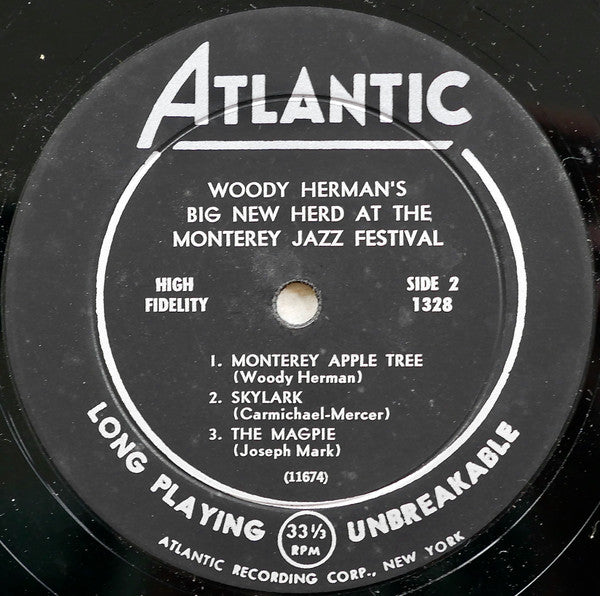 ATLANTIC
WOODY HERMAN'S
BIG NEW HERD AT THE
MONTEREY JAZZ FESTIVAL
HIGH
FIDELITY
SIDE 2
1328
1. MONTEREY APPLE TREE
(Woody Herman)
2. SKYLARK
(Carmichael-Mercer)
3. THE MAGPIE
(Joseph Mark)
(11674)
LONG PLAYING 33⅓ RPM UNBREAKABLE
ATLANTIC RECORDING CORP., NEW YORK